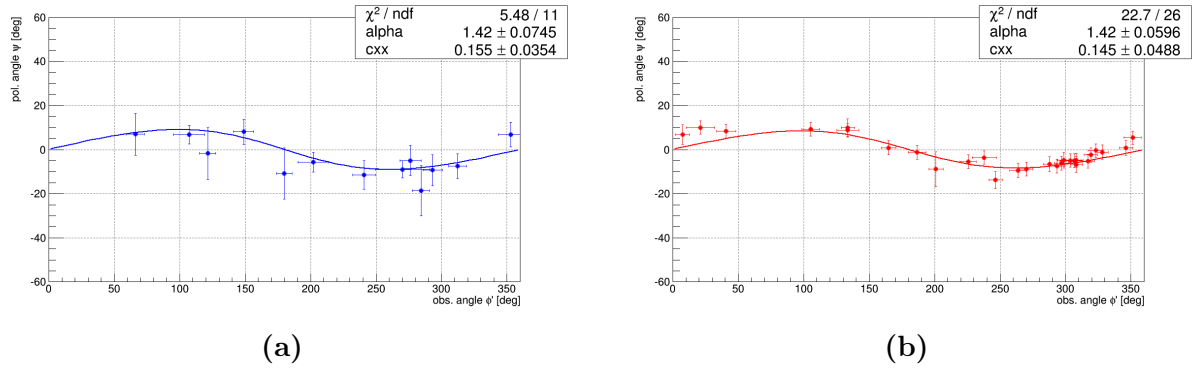 χ² / ndf 5.48 / 11
alpha 1.42 ± 0.0745
cxx 0.155 ± 0.0354
pol. angle Ψ [deg]
60
40
20
0
-20
-40
-60
0 50 100 150 200 250 300 350
obs. angle ϕ' [deg]
(a)
χ² / ndf 22.7 / 26
alpha 1.42 ± 0.0596
cxx 0.145 ± 0.0488
pol. angle Ψ [deg]
60
40
20
0
-20
-40
-60
0 50 100 150 200 250 300 350
obs. angle ϕ' [deg]
(b)